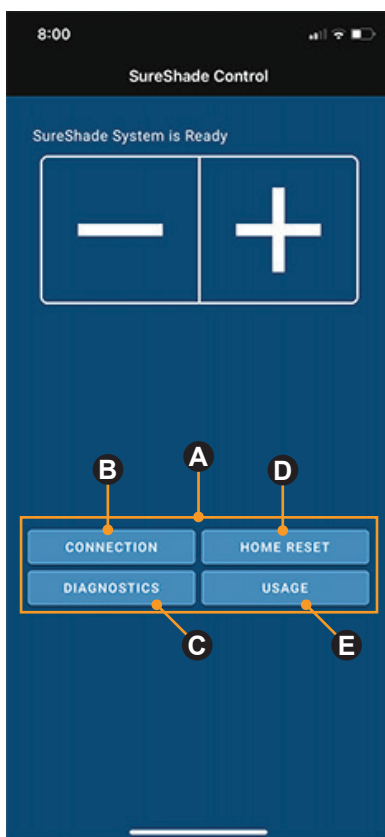 8:00
SureShade Control
SureShade System is Ready
B
A
D
CONNECTION
HOME RESET
DIAGNOSTICS
USAGE
C
E